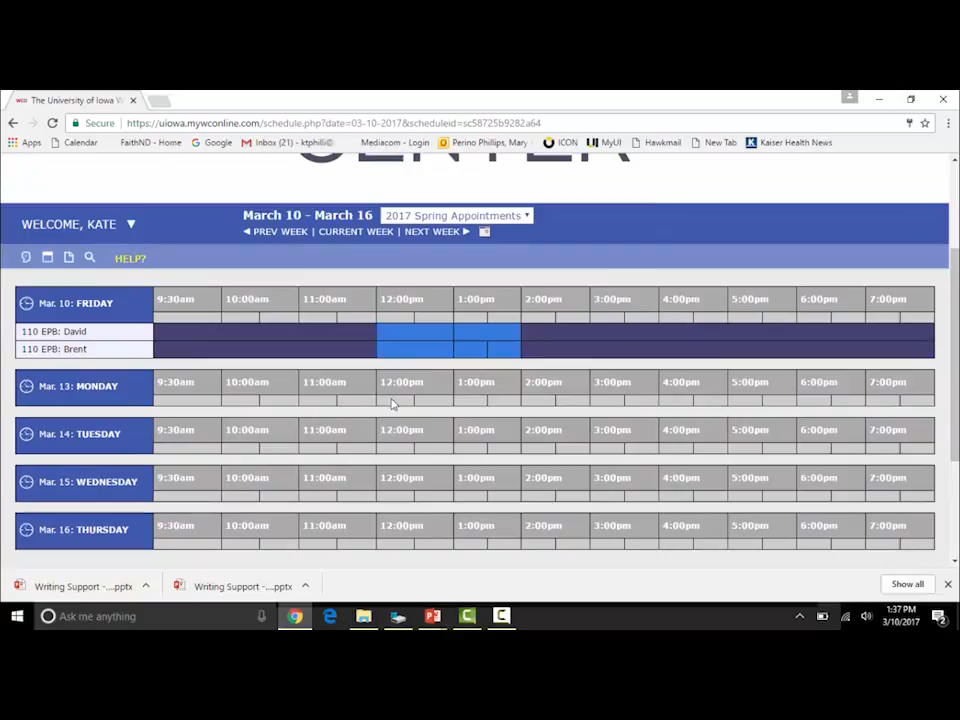 The University of Iowa W
Secure https://uiowa.mywconline.com/schedule.php?date=03-10-2017&scheduleid=sc58725b9282a64
Apps Calendar FaithND - Home Google Inbox (21) - ktphilli@ Mediacom - Login Perino Phillips, Mary ICON MyUI Hawkmail New Tab Kaiser Health News
CENTER
WELCOME, KATE ▼ March 10 - March 16 2017 Spring Appointments
◀ PREV WEEK | CURRENT WEEK | NEXT WEEK ▶
HELP?
Mar. 10: FRIDAY 9:30am 10:00am 11:00am 12:00pm 1:00pm 2:00pm 3:00pm 4:00pm 5:00pm 6:00pm 7:00pm
110 EPB: David
110 EPB: Brent
Mar. 13: MONDAY 9:30am 10:00am 11:00am 12:00pm 1:00pm 2:00pm 3:00pm 4:00pm 5:00pm 6:00pm 7:00pm
Mar. 14: TUESDAY 9:30am 10:00am 11:00am 12:00pm 1:00pm 2:00pm 3:00pm 4:00pm 5:00pm 6:00pm 7:00pm
Mar. 15: WEDNESDAY 9:30am 10:00am 11:00am 12:00pm 1:00pm 2:00pm 3:00pm 4:00pm 5:00pm 6:00pm 7:00pm
Mar. 16: THURSDAY 9:30am 10:00am 11:00am 12:00pm 1:00pm 2:00pm 3:00pm 4:00pm 5:00pm 6:00pm 7:00pm
Writing Support -....pptx Writing Support -....pptx Show all
Ask me anything 1:37 PM
3/10/2017 2